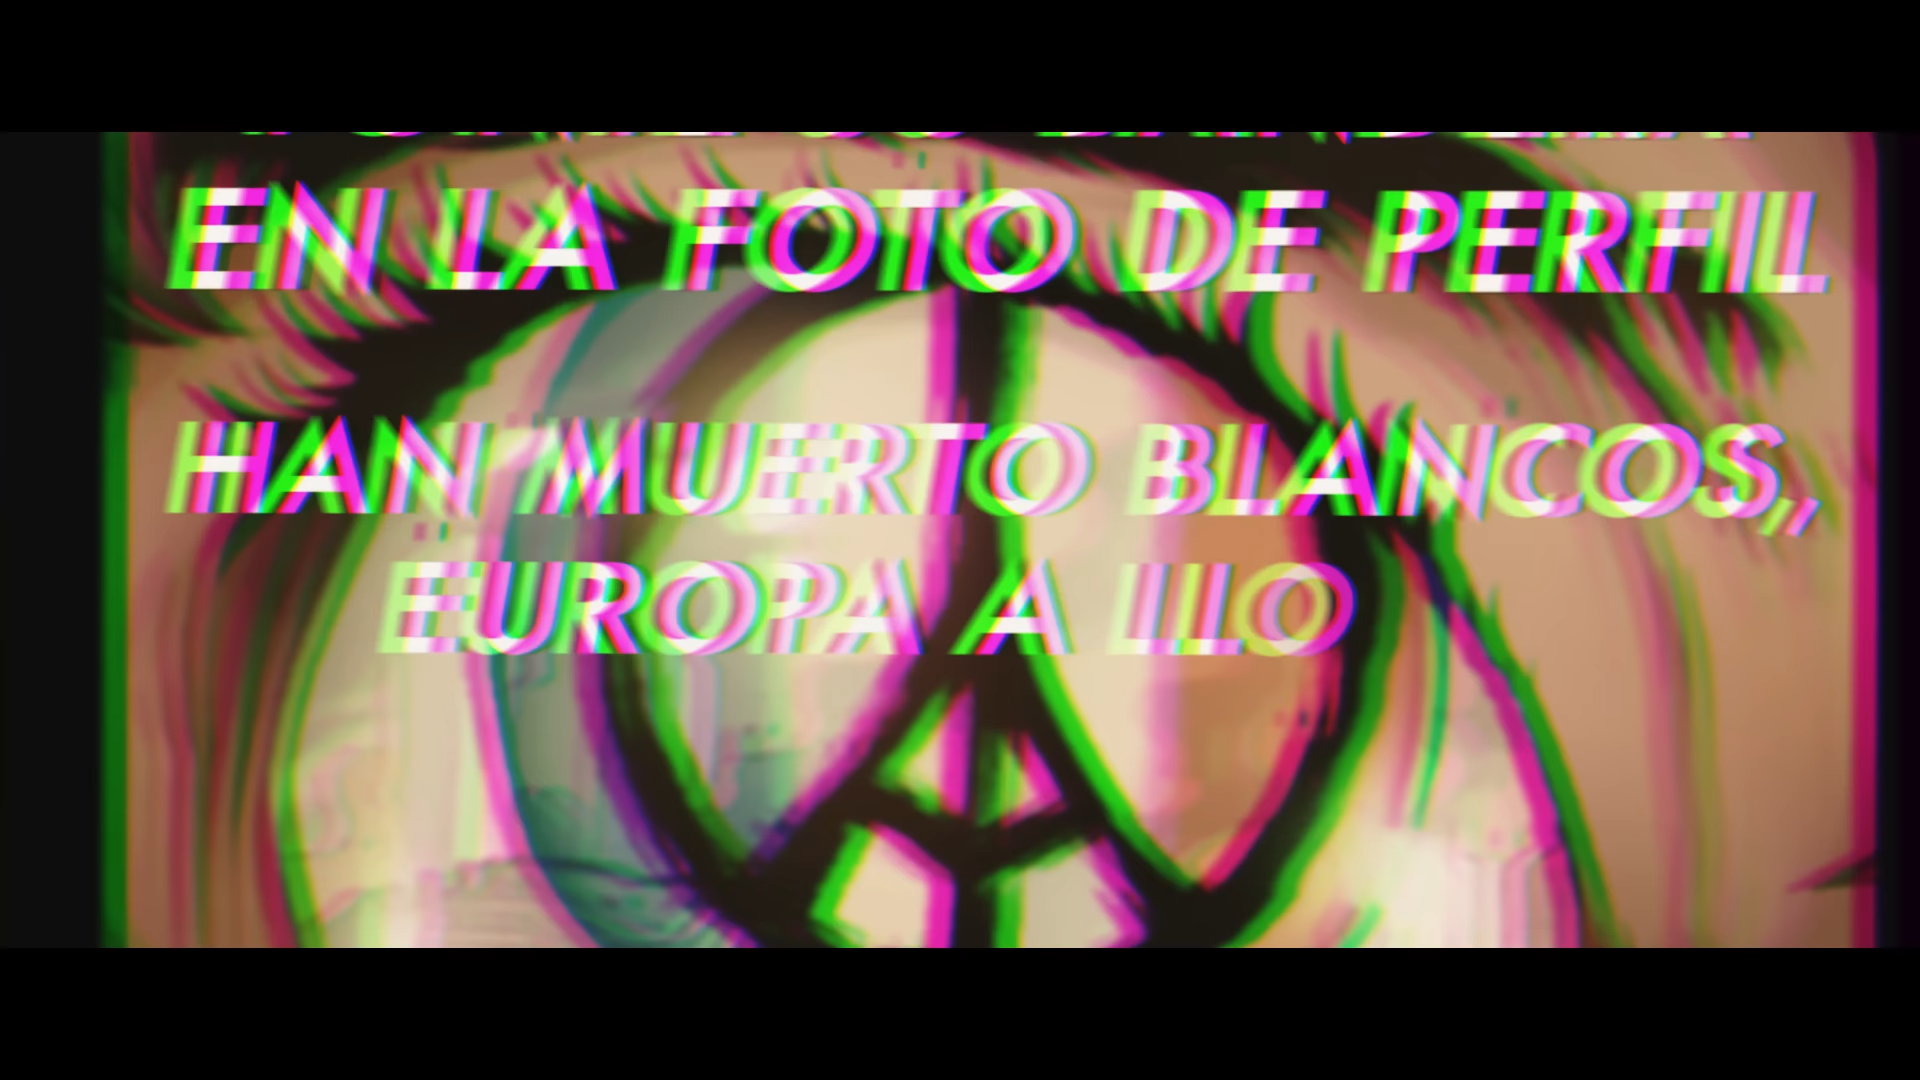 EN LA FOTO DE PERFIL
HAN MUERTO BLANCOS,
EUROPA A LLO